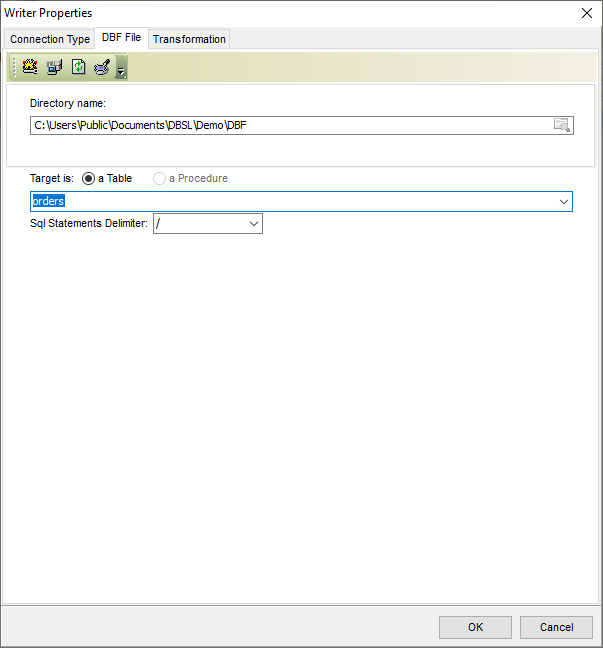 Writer Properties
Connection Type DBF File Transformation
Directory name:
C:\Users\Public\Documents\DBSL\Demo\DBF
Target is: a Table a Procedure
orders
Sql Statements Delimiter: /
OK Cancel